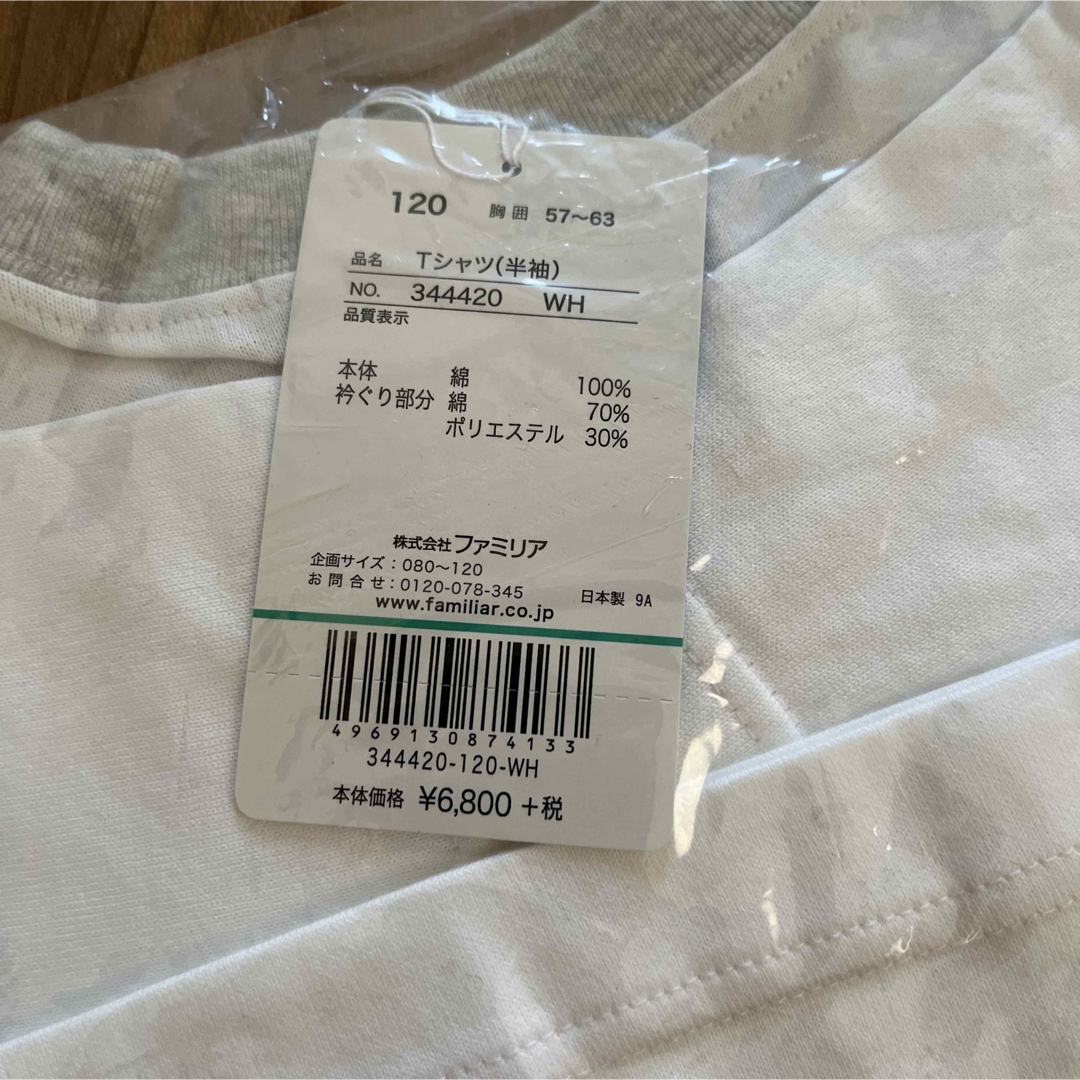 120 胸囲 57～63
品名 Tシャツ(半袖)
NO. 344420 WH
品質表示
本体 綿 100%
衿ぐり部分 綿 70%
ポリエステル 30%
株式会社ファミリア
企画サイズ：080～120
お問合せ：0120-078-345 日本製 9A
www.familiar.co.jp
4969130874133
344420-120-WH
本体価格 ¥6,800 +税